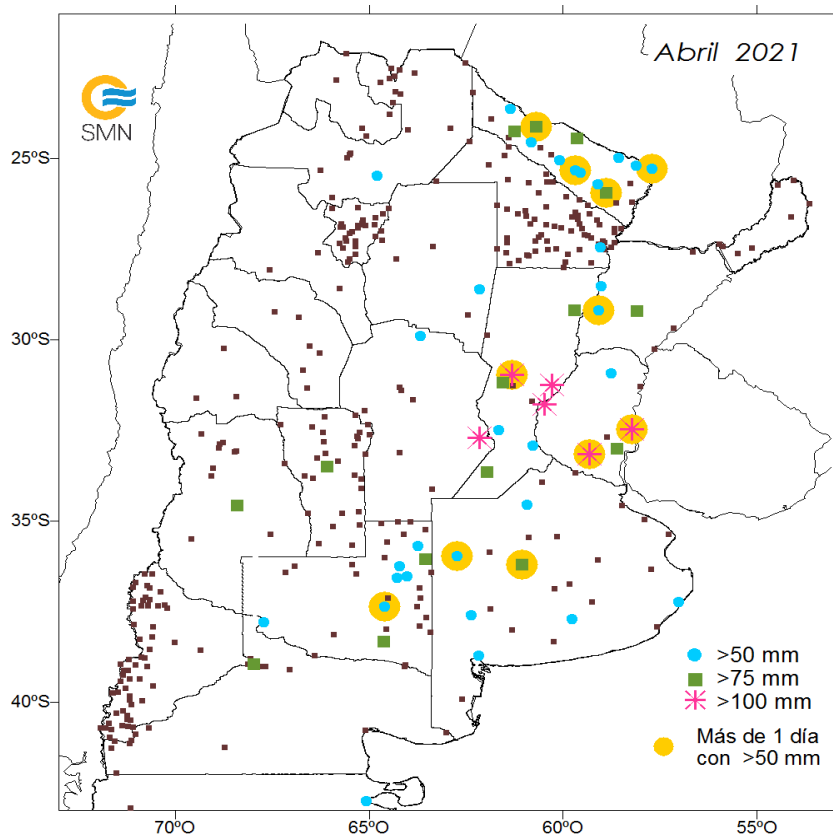 Abril 2021
SMN
25ºS
30ºS
35ºS
40ºS
>50 mm
>75 mm
>100 mm
Más de 1 día
con >50 mm
70ºO
65ºO
60ºO
55ºO